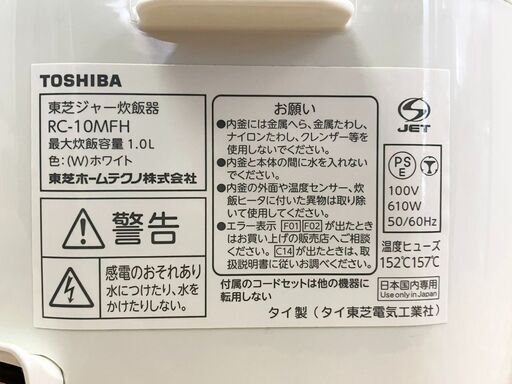 TOSHIBA
東芝ジャー炊飯器
RC-10MFH
最大炊飯容量 1.0L
色:(W)ホワイト
東芝ホームテクノ株式会社
警告
感電のおそれあり
水につけたり、水を
かけたりしない。
お願い
●内釜には金属へら、金属たわし、
ナイロンたわし、クレンザー等を
使用しないでください。
●内釜と本体の間に水を入れない
でください。
●内釜の外面や温度センサー、炊
飯ヒータに付いた異物は取り除
いて使用してください。
●エラー表示 F01 F02 が出たとき
はお買い上げの販売店へご相談
ください。C14 が出たときは、取
扱説明書に従いお調べください。
付属のコードセットは他の機器に
転用しない
タイ製(タイ東芝電気工業社)
S
JET
PS
E
100V
610W
50/60Hz
温度ヒューズ
152℃157℃
日本国内専用
Use only in Japan